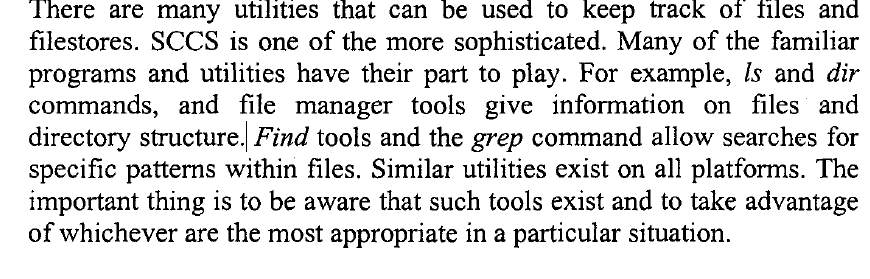 There are many utilities that can be used to keep track of files and
filestores. SCCS is one of the more sophisticated. Many of the familiar
programs and utilities have their part to play. For example, ls and dir
commands, and file manager tools give information on files and
directory structure. Find tools and the grep command allow searches for
specific patterns within files. Similar utilities exist on all platforms. The
important thing is to be aware that such tools exist and to take advantage
of whichever are the most appropriate in a particular situation.